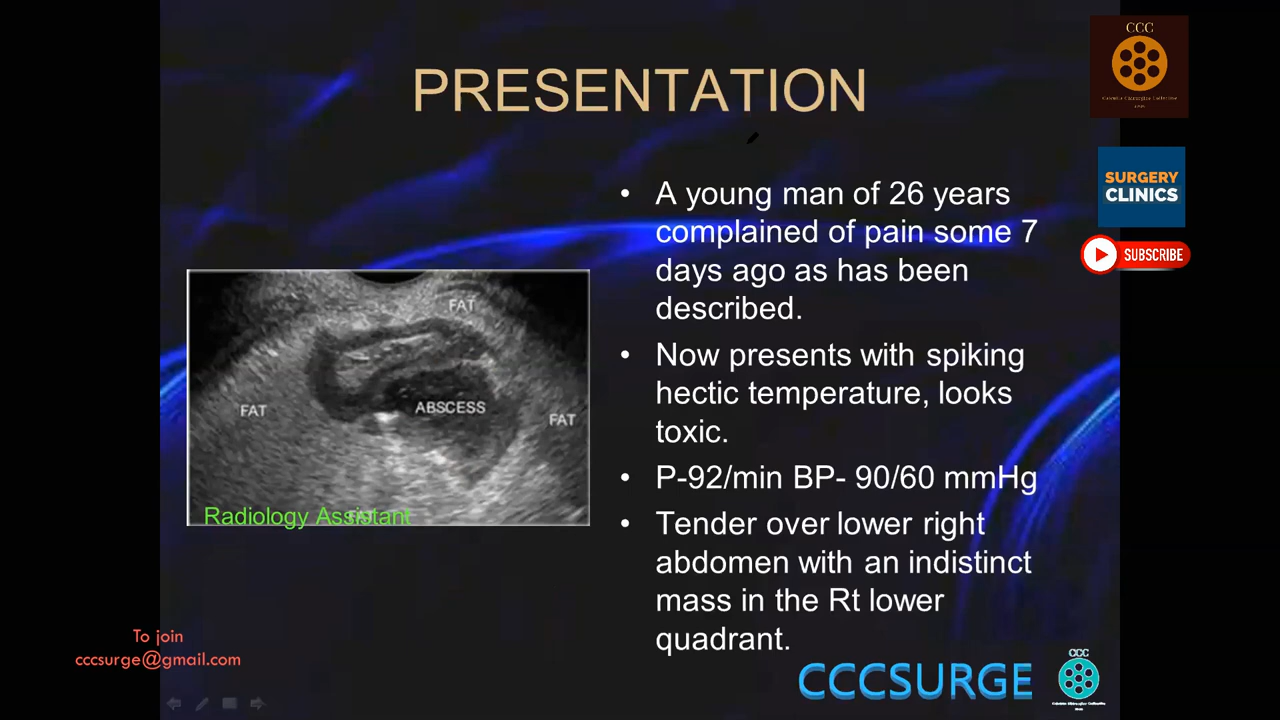 PRESENTATION
CCC
SURGERY
CLINICS
SUBSCRIBE
• A young man of 26 years
complained of pain some 7
days ago as has been
described.
• Now presents with spiking
hectic temperature, looks
toxic.
• P-92/min BP- 90/60 mmHg
• Tender over lower right
abdomen with an indistinct
mass in the Rt lower
quadrant.
FAT
FAT
ABSCESS
FAT
Radiology Assistant
To join
cccsurge@gmail.com
CCCSURGE
CCC